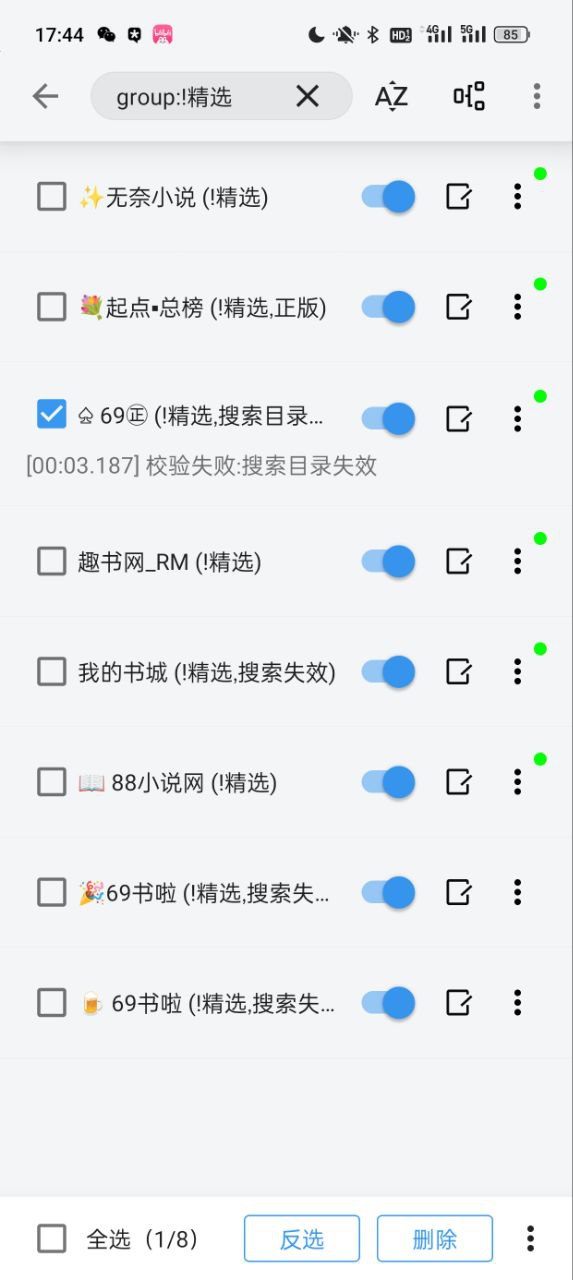 17:44 HD 4G 5G 85
group:!精选 AZ
✨无奈小说 (!精选)
💐起点▪总榜 (!精选,正版)
♤ 69㊣ (!精选,搜索目录...
[00:03.187] 校验失败:搜索目录失效
趣书网_RM (!精选)
我的书城 (!精选,搜索失效)
📖 88小说网 (!精选)
🎉69书啦 (!精选,搜索失...
🍺 69书啦 (!精选,搜索失...
全选（1/8） 反选 删除